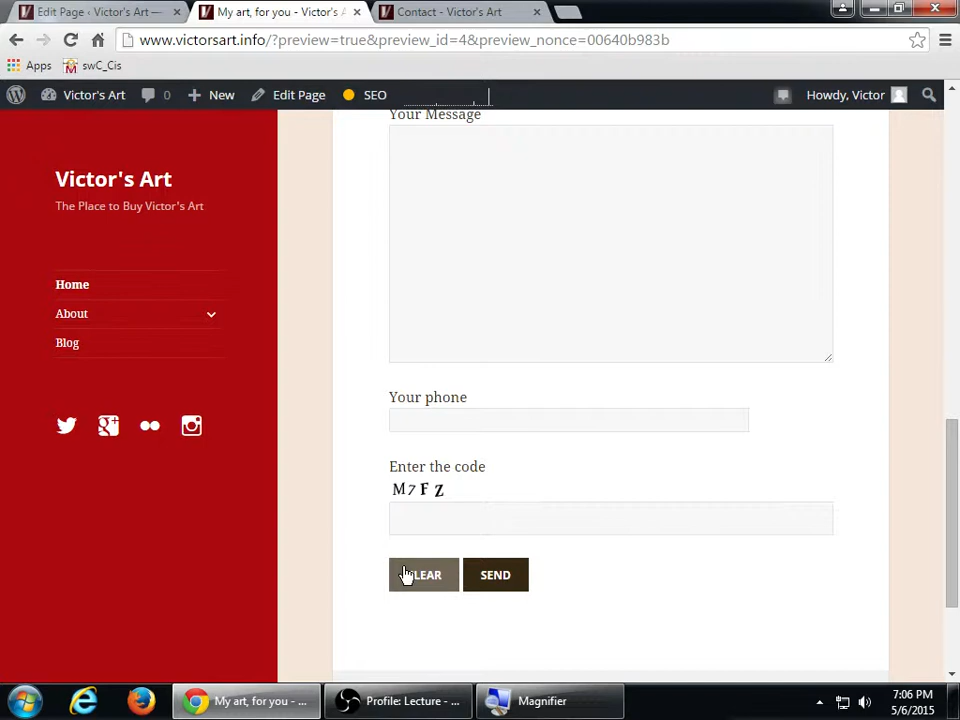 Edit Page ‹ Victor's Art —
My art, for you - Victor's A
Contact - Victor's Art
www.victorsart.info/?preview=true&preview_id=4&preview_nonce=00640b983b
Apps
swC_Cis
Victor's Art
0
New
Edit Page
SEO
Howdy, Victor
Victor's Art
The Place to Buy Victor's Art
Home
About
Blog
Your Message
Your phone
Enter the code
M7FZ
CLEAR
SEND
My art, for you - ...
Profile: Lecture - ...
Magnifier
7:06 PM
5/6/2015